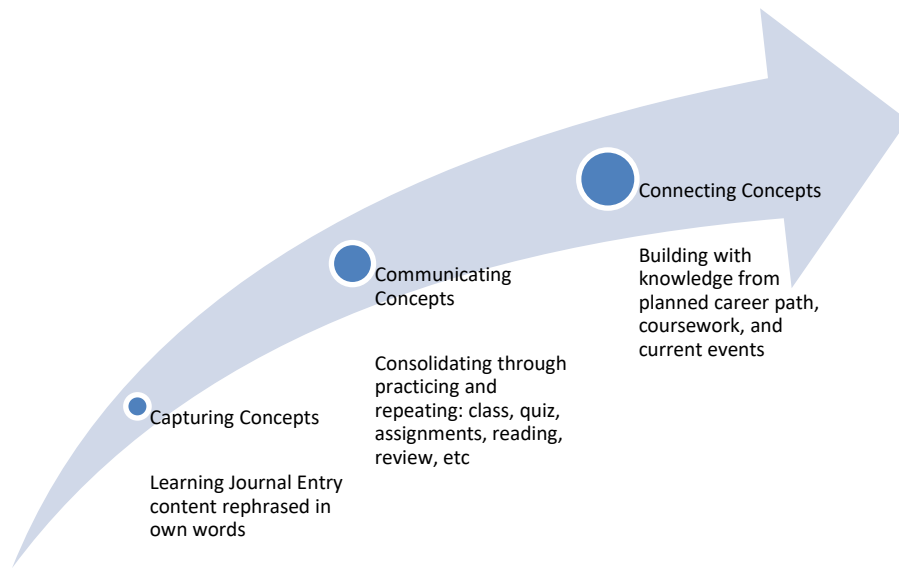 Capturing Concepts
Learning Journal Entry
content rephrased in
own words
Communicating
Concepts
Consolidating through
practicing and
repeating: class, quiz,
assignments, reading,
review, etc
Connecting Concepts
Building with
knowledge from
planned career path,
coursework, and
current events